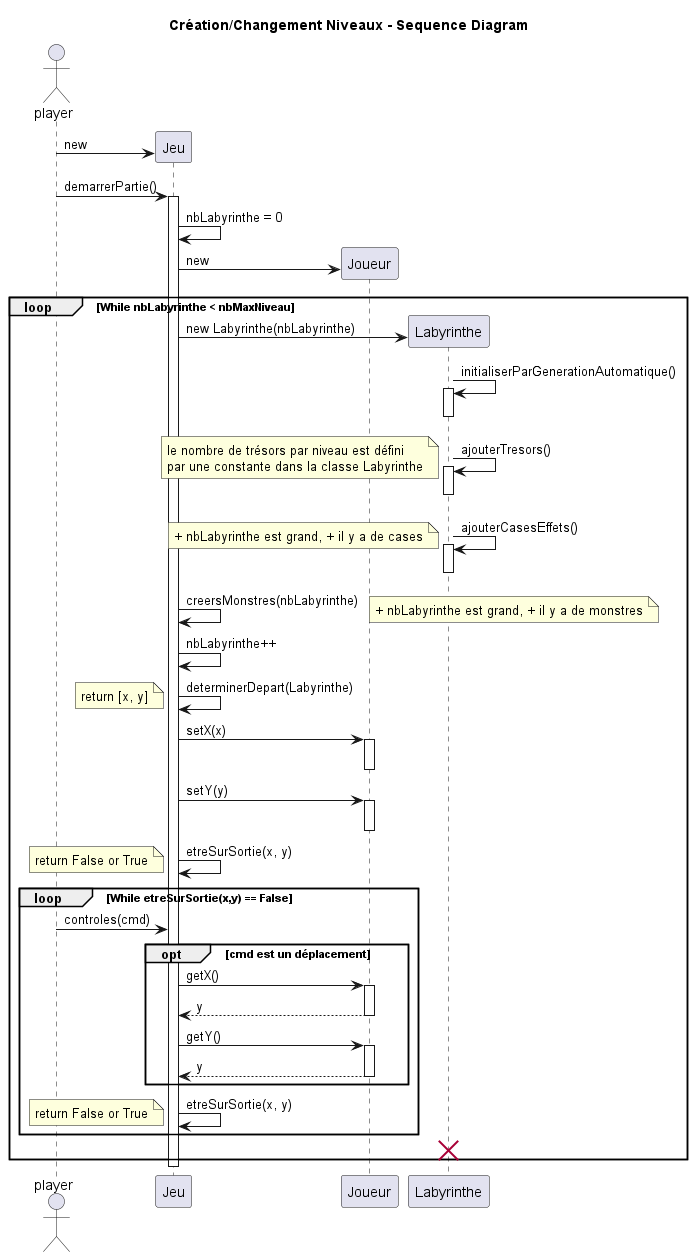 Création/Changement Niveaux - Sequence Diagram
player
new
Jeu
demarrerPartie()
nbLabyrinthe = 0
new
Joueur
loop
[While nbLabyrinthe < nbMaxNiveau]
new Labyrinthe(nbLabyrinthe)
Labyrinthe
initialiserParGenerationAutomatique()
le nombre de trésors par niveau est défini
par une constante dans la classe Labyrinthe
ajouterTresors()
+ nbLabyrinthe est grand, + il y a de cases
ajouterCasesEffets()
creersMonstres(nbLabyrinthe)
+ nbLabyrinthe est grand, + il y a de monstres
nbLabyrinthe++
return [x, y]
determinerDepart(Labyrinthe)
setX(x)
setY(y)
return False or True
etreSurSortie(x, y)
loop
[While etreSurSortie(x,y) == False]
controles(cmd)
opt
[cmd est un déplacement]
getX()
y
getY()
y
return False or True
etreSurSortie(x, y)
player
Jeu
Joueur
Labyrinthe